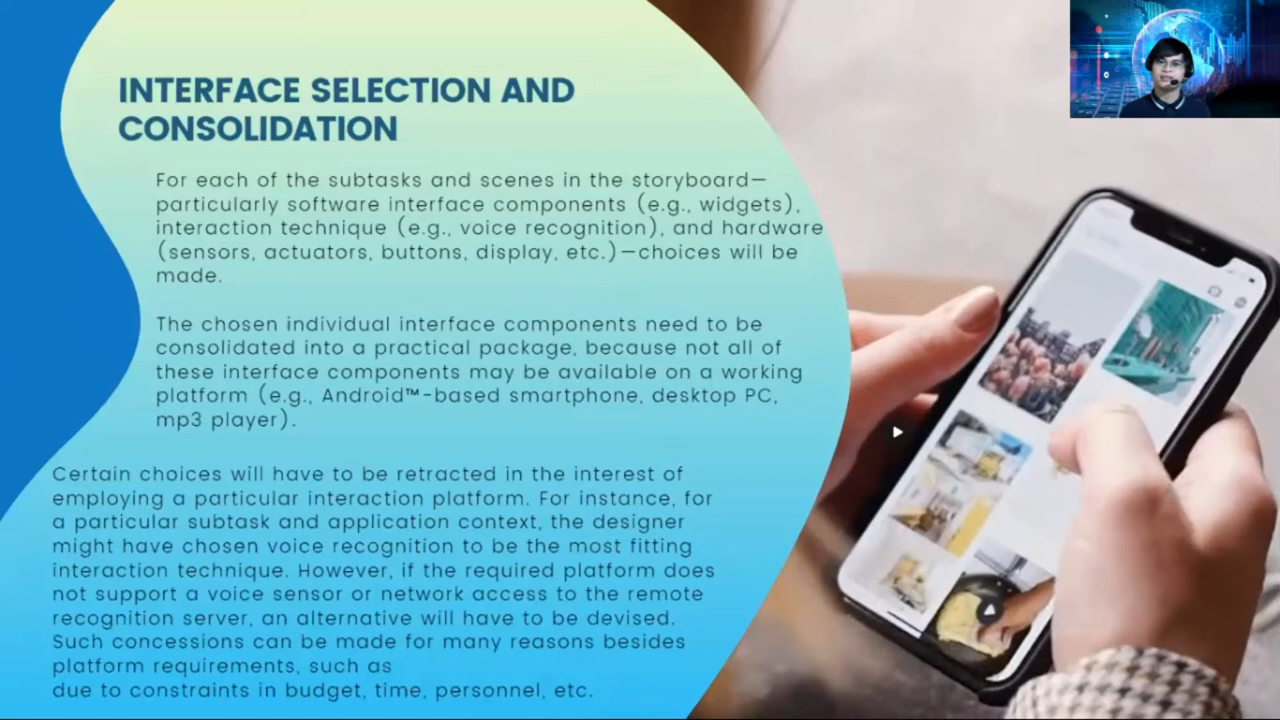 INTERFACE SELECTION AND
CONSOLIDATION
For each of the subtasks and scenes in the storyboard—
particularly software interface components (e.g., widgets),
interaction technique (e.g., voice recognition), and hardware
(sensors, actuators, buttons, display, etc.)—choices will be
made.
The chosen individual interface components need to be
consolidated into a practical package, because not all of
these interface components may be available on a working
platform (e.g., Android™-based smartphone, desktop PC,
mp3 player).
Certain choices will have to be retracted in the interest of
employing a particular interaction platform. For instance, for
a particular subtask and application context, the designer
might have chosen voice recognition to be the most fitting
interaction technique. However, if the required platform does
not support a voice sensor or network access to the remote
recognition server, an alternative will have to be devised.
Such concessions can be made for many reasons besides
platform requirements, such as
due to constraints in budget, time, personnel, etc.